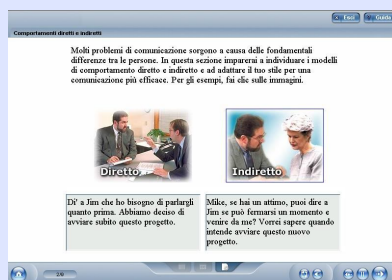 Esci
Guida
Comportamenti diretti e indiretti
Molti problemi di comunicazione sorgono a causa delle fondamentali
differenze tra le persone. In questa sezione imparerai a individuare i modelli
di comportamento diretto e indiretto e ad adattare il tuo stile per una
comunicazione più efficace. Per gli esempi, fai clic sulle immagini.
Diretto
Indiretto
Di' a Jim che ho bisogno di parlargli
quanto prima. Abbiamo deciso di
avviare subito questo progetto.
Mike, se hai un attimo, puoi dire a
Jim se può fermarsi un momento e
venire da me? Vorrei sapere quando
intende avviare questo nuovo
progetto.